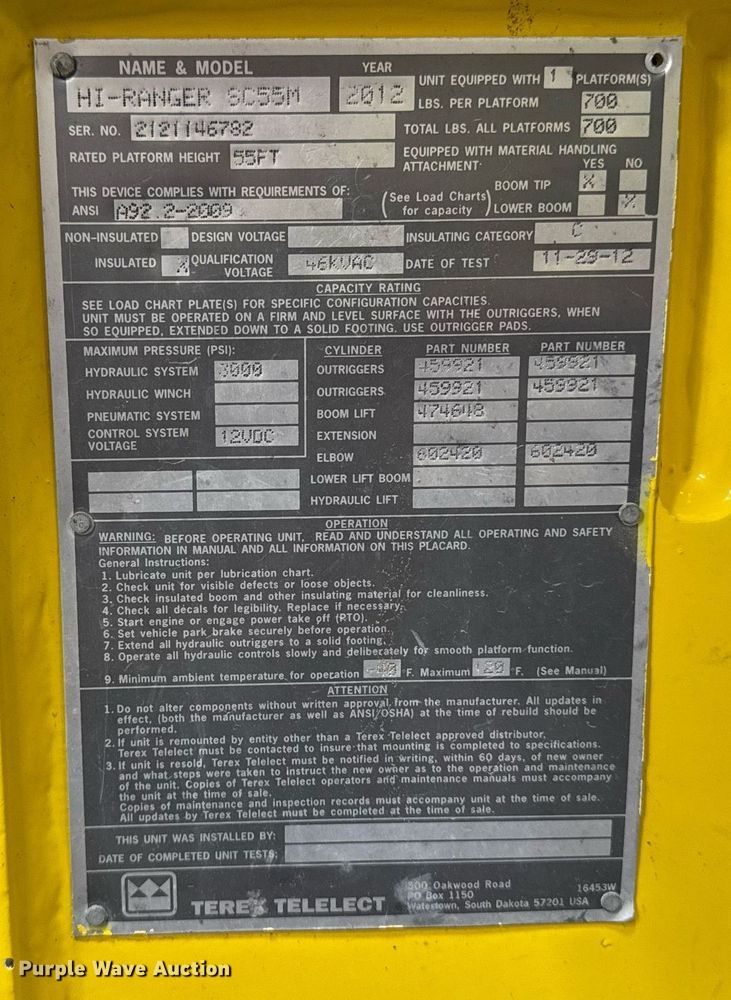 NAME & MODEL YEAR
HI-RANGER SC55M 2012
UNIT EQUIPPED WITH 1 PLATFORM(S)
LBS. PER PLATFORM 700
SER. NO. 2121146782
TOTAL LBS. ALL PLATFORMS 700
RATED PLATFORM HEIGHT 55FT
EQUIPPED WITH MATERIAL HANDLING
ATTACHMENT YES NO
THIS DEVICE COMPLIES WITH REQUIREMENTS OF:
ANSI A92.2-2009
(See Load Charts for capacity)
BOOM TIP X
LOWER BOOM X
NON-INSULATED DESIGN VOLTAGE INSULATING CATEGORY C
INSULATED X QUALIFICATION VOLTAGE 46KVAC DATE OF TEST 11-29-12
CAPACITY RATING
SEE LOAD CHART PLATE(S) FOR SPECIFIC CONFIGURATION CAPACITIES.
UNIT MUST BE OPERATED ON A FIRM AND LEVEL SURFACE WITH THE OUTRIGGERS, WHEN
SO EQUIPPED, EXTENDED DOWN TO A SOLID FOOTING. USE OUTRIGGER PADS.
MAXIMUM PRESSURE (PSI):
HYDRAULIC SYSTEM 3000
HYDRAULIC WINCH
PNEUMATIC SYSTEM
CONTROL SYSTEM
VOLTAGE 12VDC
CYLINDER PART NUMBER PART NUMBER
OUTRIGGERS 459921 459921
OUTRIGGERS 459921 459921
BOOM LIFT 474648
EXTENSION
ELBOW 602420 602420
LOWER LIFT BOOM
HYDRAULIC LIFT
OPERATION
WARNING: BEFORE OPERATING UNIT, READ AND UNDERSTAND ALL OPERATING AND SAFETY
INFORMATION IN MANUAL AND ALL INFORMATION ON THIS PLACARD.
General Instructions:
1. Lubricate unit per lubrication chart.
2. Check unit for visible defects or loose objects.
3. Check insulated boom and other insulating material for cleanliness.
4. Check all decals for legibility. Replace if necessary.
5. Start engine or engage power take off (PTO).
6. Set vehicle park brake securely before operation.
7. Extend all hydraulic outriggers to a solid footing.
8. Operate all hydraulic controls slowly and deliberately for smooth platform function.
9. Minimum ambient temperature for operation -40 °F. Maximum 120 °F. (See Manual)
ATTENTION
1. Do not alter components without written approval from the manufacturer. All updates in
effect, (both the manufacturer as well as ANSI/OSHA) at the time of rebuild should be
performed.
2. If unit is remounted by entity other than a Terex Telelect approved distributor,
Terex Telelect must be contacted to insure that mounting is completed to specifications.
3. If unit is resold, Terex Telelect must be notified in writing, within 60 days, of new owner
and what steps were taken to instruct the new owner as to the operation and maintenance
of the unit. Copies of Terex Telelect operators and maintenance manuals must accompany
the unit at the time of sale.
Copies of maintenance and inspection records must accompany unit at the time of sale.
All updates by Terex Telelect must be completed at the time of sale.
THIS UNIT WAS INSTALLED BY:
DATE OF COMPLETED UNIT TESTS:
TEREX TELELECT
500 Oakwood Road
PO Box 1150
Watertown, South Dakota 57201 USA
16453W
Purple Wave Auction